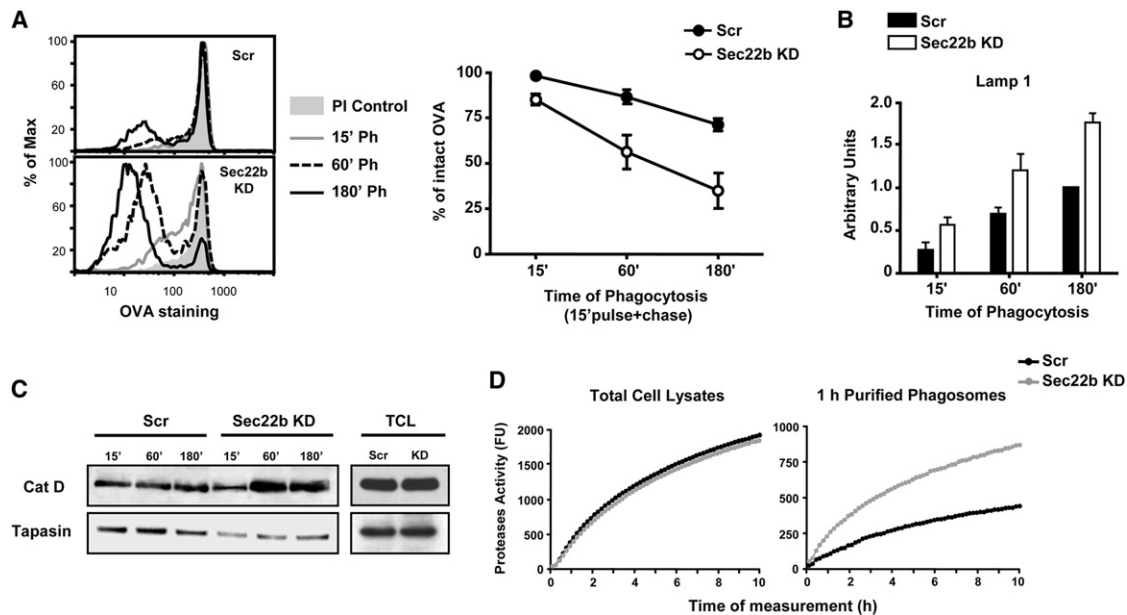 A
Scr
100
80
60
40
20
Sec22b
KD
100
80
60
40
20
10
100
1000
% of Max
OVA staining
PI Control
15' Ph
60' Ph
180' Ph
Scr
Sec22b KD
100
75
50
25
0
% of intact OVA
15'
60'
180'
Time of Phagocytosis
(15'pulse+chase)
B
Scr
Sec22b KD
Lamp 1
2.0
1.5
1.0
0.5
0
Arbitrary Units
15'
60'
180'
Time of Phagocytosis
C
Scr
Sec22b KD
TCL
15' 60' 180' 15' 60' 180'
Scr KD
Cat D
Tapasin
D
Scr
Sec22b KD
Total Cell Lysates
1 h Purified Phagosomes
Proteases Activity (FU)
2000
1500
1000
500
0
0 2 4 6 8 10
1000
750
500
250
0
0 2 4 6 8 10
Time of measurement (h)